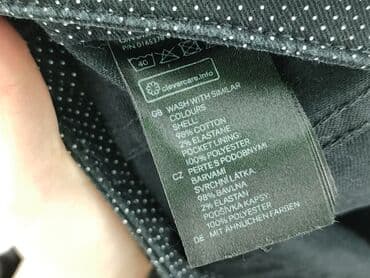 40
clevercare.info
GB WASH WITH SIMILAR
COLOURS
SHELL:
98% COTTON
2% ELASTANE
POCKET LINING:
100% POLYESTER
CZ PERTE S PODOBNÝMI
BARVAMI
SVRCHNÍ LÁTKA:
98% BAVLNA
2% ELASTAN
PODŠÍVKA KAPSY:
100% POLYESTER
DE MIT ÄHNLICHEN FARBEN